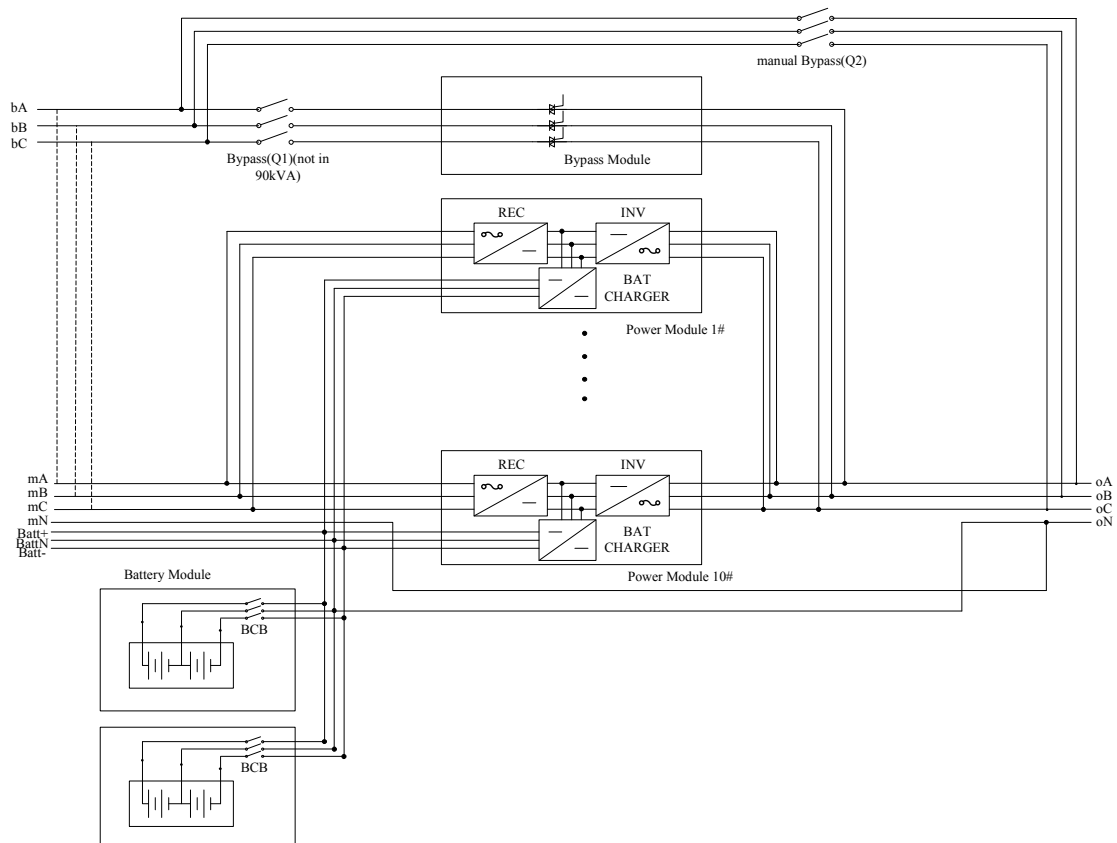 manual Bypass(Q2)
bA
bB
bC
Bypass(Q1)(not in
90kVA)
Bypass Module
REC
INV
BAT
CHARGER
Power Module 1#
REC
INV
BAT
CHARGER
Power Module 10#
mA
mB
mC
mN
Batt+
BattN
Batt-
oA
oB
oC
oN
Battery Module
BCB
BCB